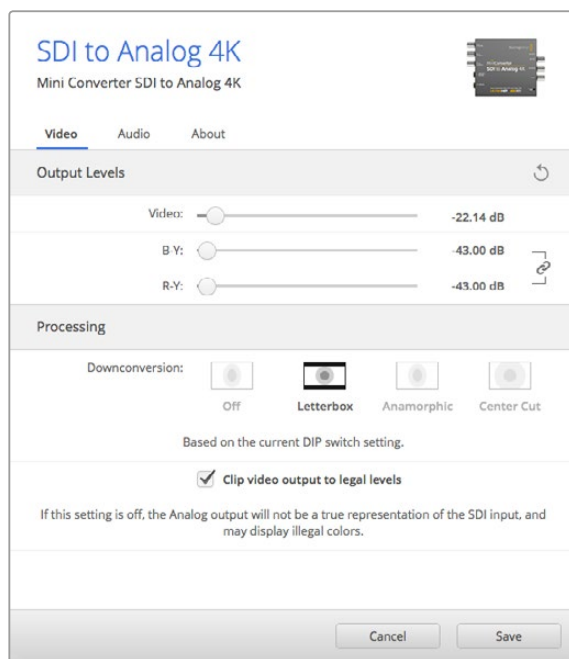 SDI to Analog 4K
Mini Converter SDI to Analog 4K
Video Audio About
Output Levels
Video: -22.14 dB
B-Y: -43.00 dB
R-Y: -43.00 dB
Processing
Downconversion:
Off Letterbox Anamorphic Center Cut
Based on the current DIP switch setting.
Clip video output to legal levels
If this setting is off, the Analog output will not be a true representation of the SDI input, and
may display illegal colors.
Cancel Save